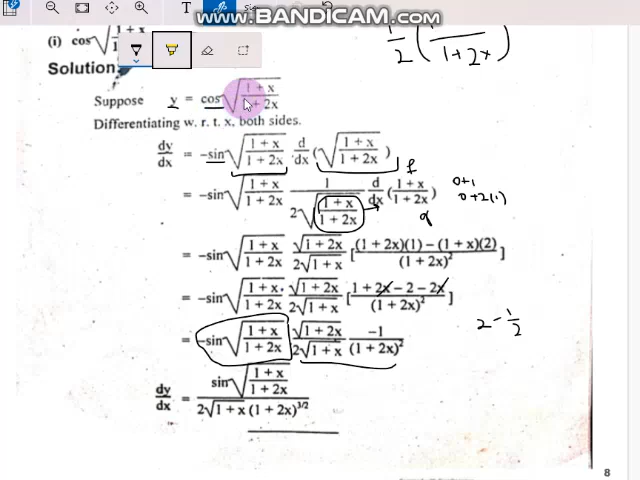 www.BANDICAM.com
(i) cos√(1+x/1
1/2 ( 1+2x )
Solution
Suppose y = cos√((1+x)/(1+2x))
Differentiating w. r. t. x, both sides.
dy/dx = -sin√((1+x)/(1+2x)) . d/dx (√((1+x)/(1+2x)))
f
= -sin√((1+x)/(1+2x)) 1/(2√((1+x)/(1+2x))) d/dx ((1+x)/(1+2x)) 0+1
0+2(1)
g
= -sin√((1+x)/(1+2x)) √(1+2x)/(2√(1+x)) [((1+2x)(1) – (1+x)(2))/(1+2x)²]
= -sin√((1+x)/(1+2x)) √(1+2x)/(2√(1+x)) [(1+2x-2-2x)/(1+2x)²]
= -sin√((1+x)/(1+2x)) √(1+2x)/(2√(1+x)) -1/(1+2x)² 2-1/2
dy/dx = sin√((1+x)/(1+2x)) / (2√(1+x) (1+2x)^3/2)
8